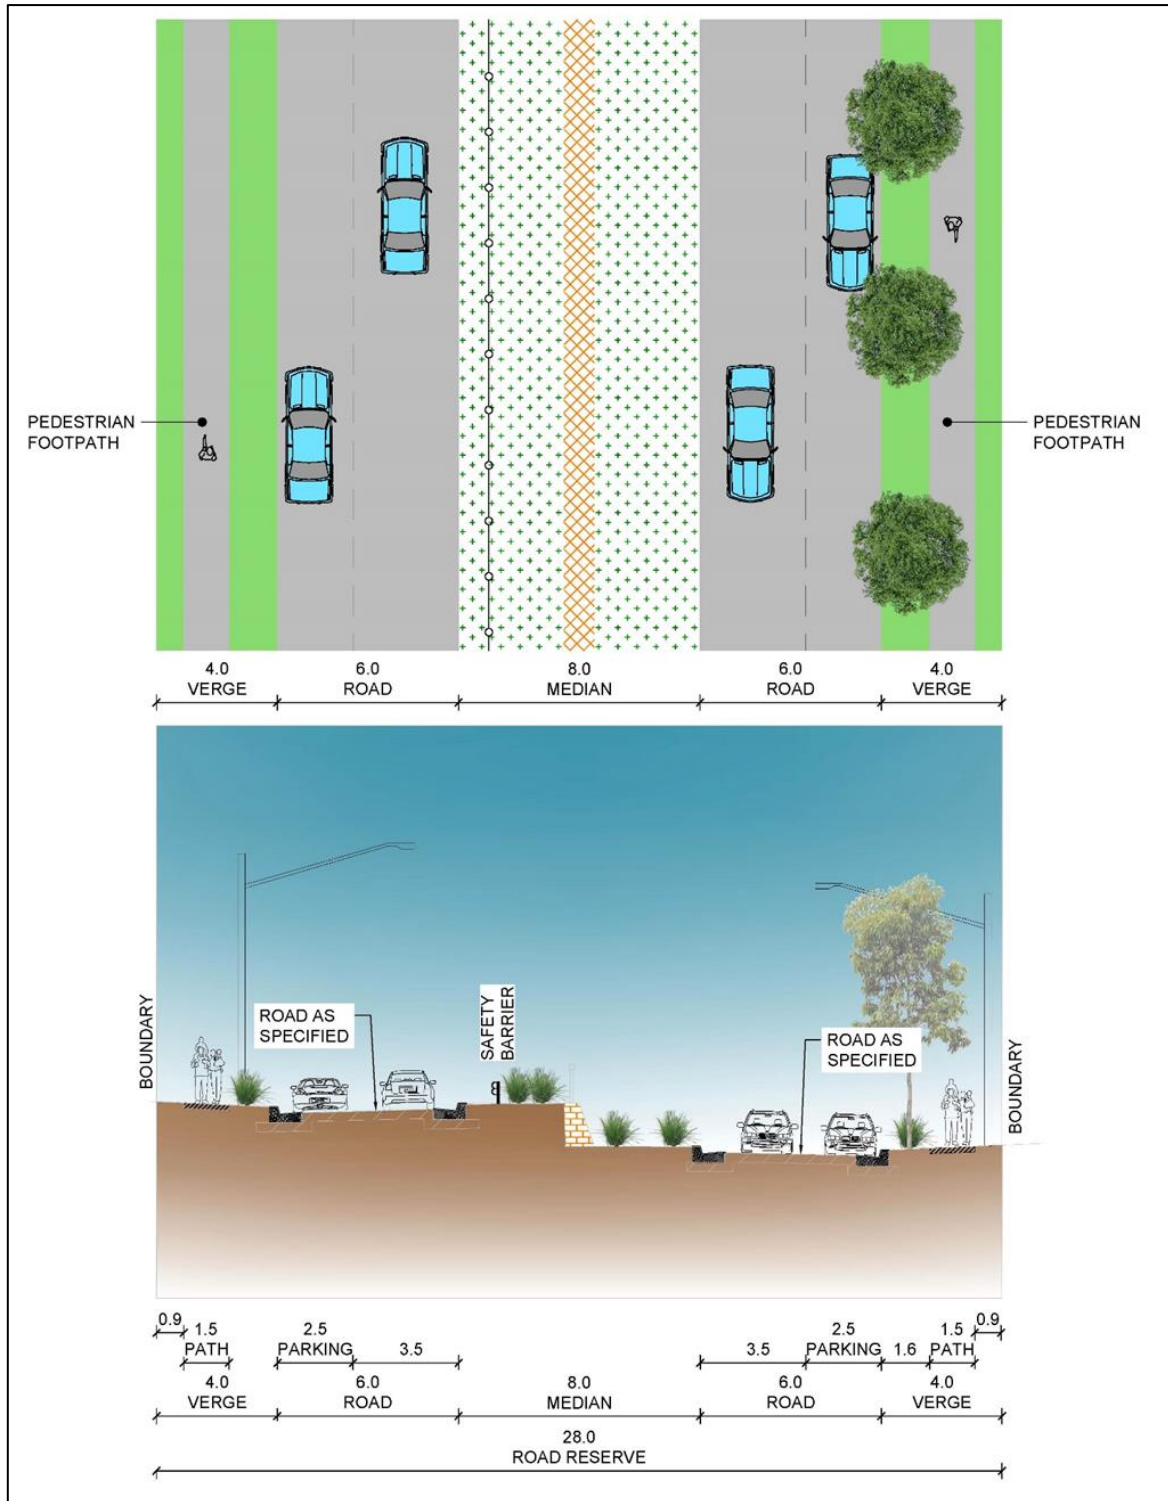 PEDESTRIAN
FOOTPATH
PEDESTRIAN
FOOTPATH
4.0 6.0 8.0 6.0 4.0
VERGE ROAD MEDIAN ROAD VERGE
BOUNDARY
ROAD AS
SPECIFIED
SAFETY
BARRIER
ROAD AS
SPECIFIED
BOUNDARY
0.9 1.5 2.5 2.5 1.5 0.9
PATH PARKING 3.5 3.5 PARKING 1.6 PATH
4.0 6.0 8.0 6.0 4.0
VERGE ROAD MEDIAN ROAD VERGE
28.0
ROAD RESERVE